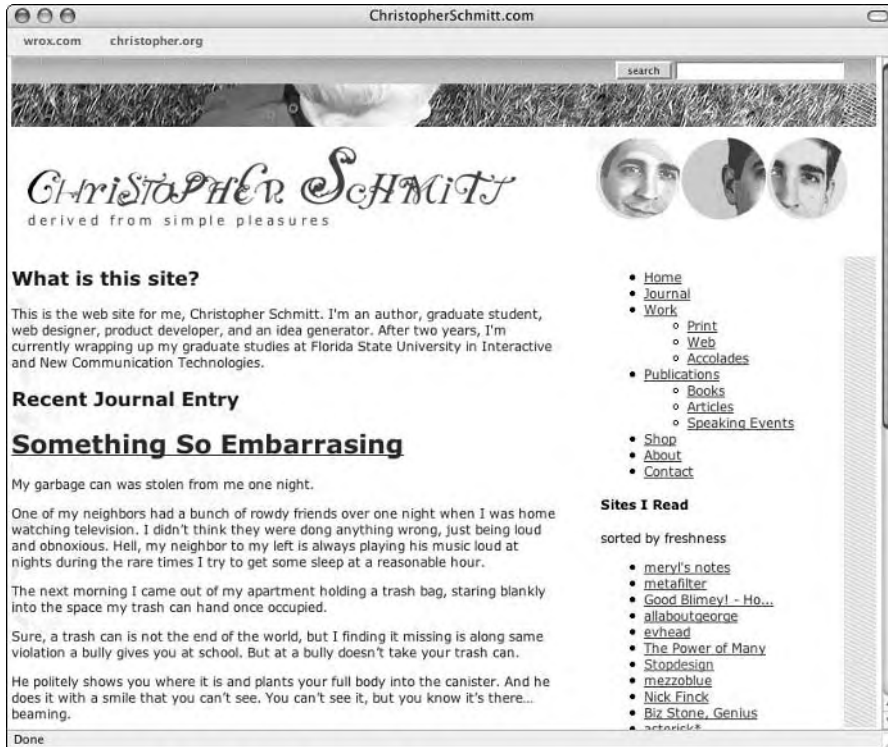 ChristopherSchmitt.com
wrox.com christopher.org
search
CHRiSToPHER ScHMiTT
derived from simple pleasures
What is this site?
This is the web site for me, Christopher Schmitt. I'm an author, graduate student,
web designer, product developer, and an idea generator. After two years, I'm
currently wrapping up my graduate studies at Florida State University in Interactive
and New Communication Technologies.
Recent Journal Entry
Something So Embarrasing
My garbage can was stolen from me one night.
One of my neighbors had a bunch of rowdy friends over one night when I was home
watching television. I didn't think they were dong anything wrong, just being loud
and obnoxious. Hell, my neighbor to my left is always playing his music loud at
nights during the rare times I try to get some sleep at a reasonable hour.
The next morning I came out of my apartment holding a trash bag, staring blankly
into the space my trash can hand once occupied.
Sure, a trash can is not the end of the world, but I finding it missing is along same
violation a bully gives you at school. But at a bully doesn't take your trash can.
He politely shows you where it is and plants your full body into the canister. And he
does it with a smile that you can't see. You can't see it, but you know it's there...
beaming.
Home
Journal
Work
Print
Web
Accolades
Publications
Books
Articles
Speaking Events
Shop
About
Contact
Sites I Read
sorted by freshness
meryl's notes
metafilter
Good Blimey! - Ho...
allaboutgeorge
evhead
The Power of Many
Stopdesign
mezzoblue
Nick Finck
Biz Stone, Genius
asterisk*
Done